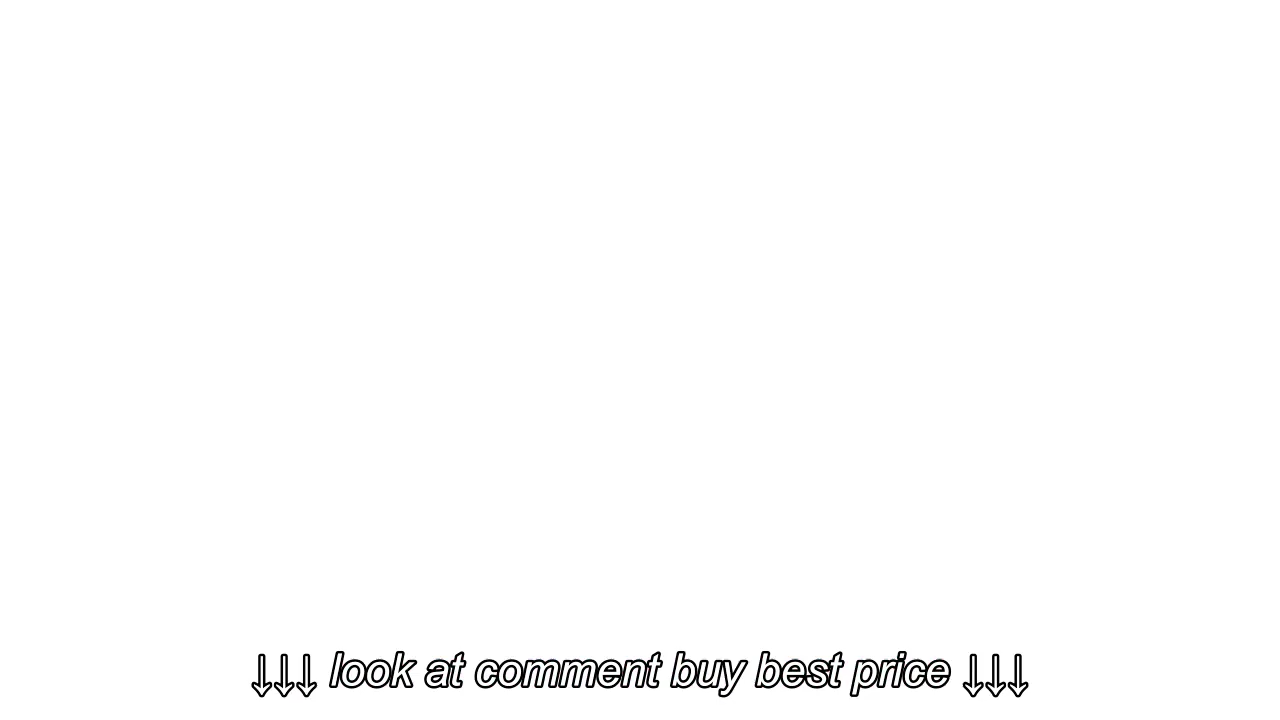 ↓↓↓ look at comment buy best price ↓↓↓